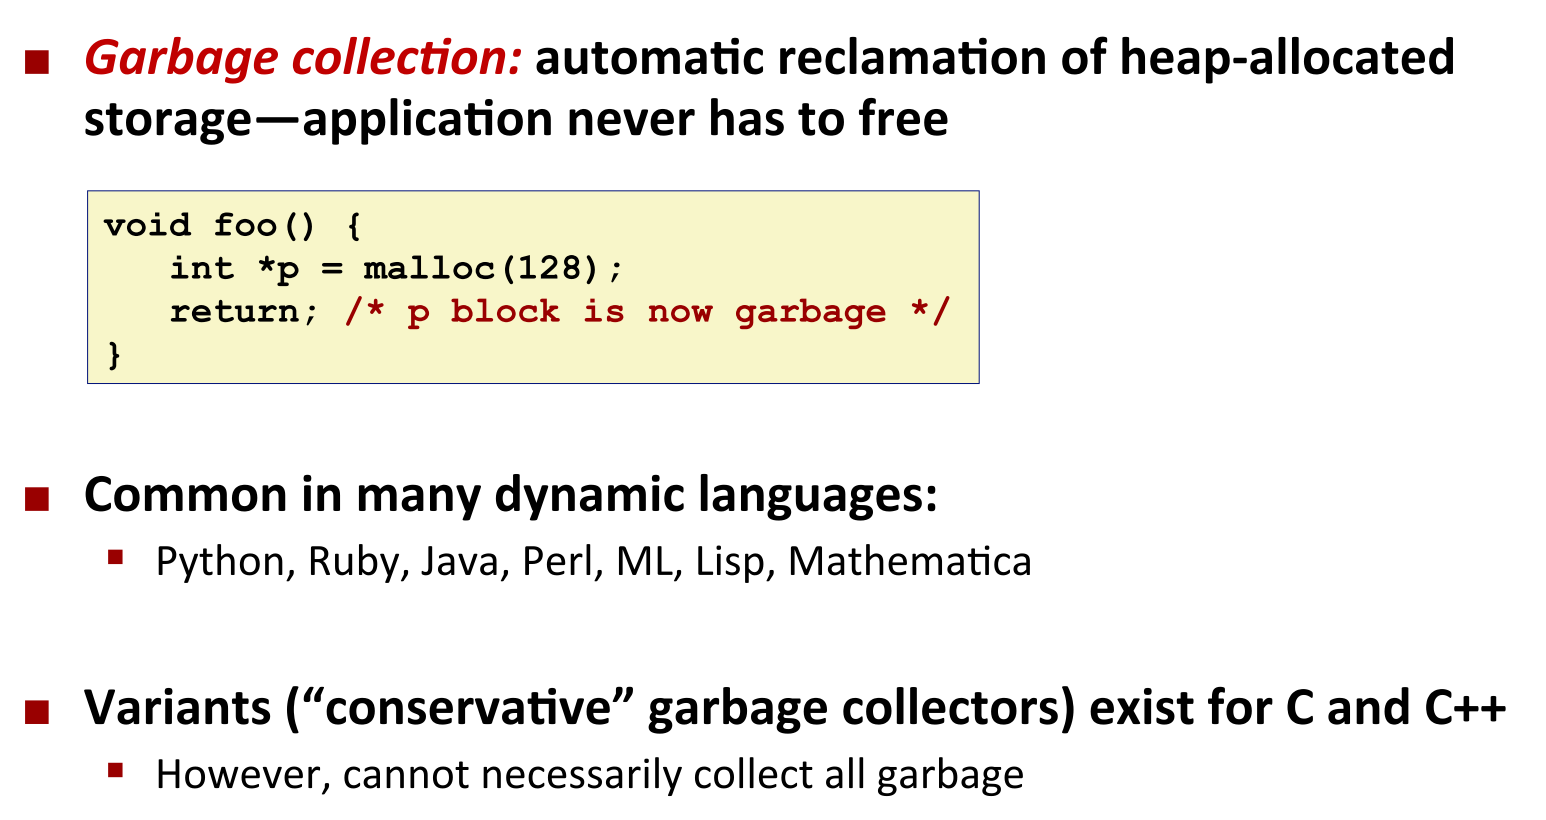 Garbage collection: automatic reclamation of heap-allocated
storage—application never has to free
void foo() {
   int *p = malloc(128);
   return; /* p block is now garbage */
}
Common in many dynamic languages:
Python, Ruby, Java, Perl, ML, Lisp, Mathematica
Variants (“conservative” garbage collectors) exist for C and C++
However, cannot necessarily collect all garbage